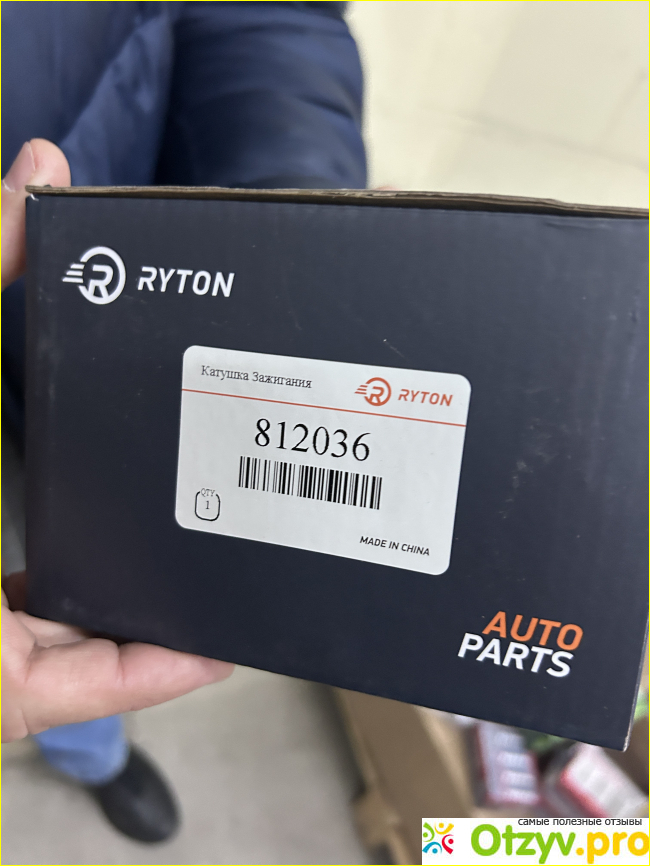 RYTON
Катушка Зажигания
RYTON
812036
QTY
1
MADE IN CHINA
AUTO
PARTS
самые полезные отзывы
Otzyv.pro